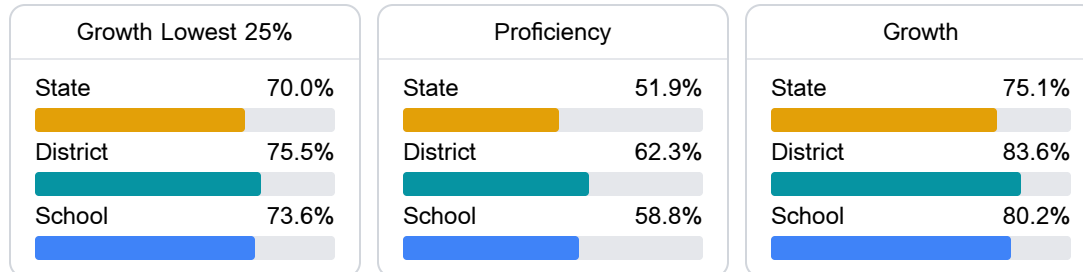 Growth Lowest 25%
State 70.0%
District 75.5%
School 73.6%
Proficiency
State 51.9%
District 62.3%
School 58.8%
Growth
State 75.1%
District 83.6%
School 80.2%